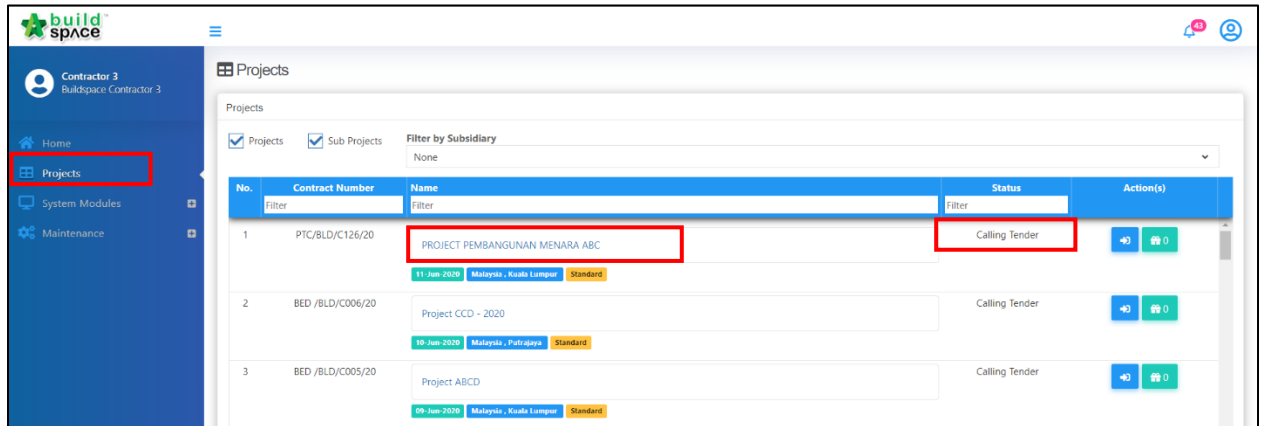 build
space
43
Contractor 3
Buildspace Contractor 3
Home
Projects
System Modules
Maintenance
Projects
Projects
Projects Sub Projects Filter by Subsidiary
None
No. Contract Number Name Status Action(s)
Filter Filter Filter
1 PTC/BLD/C126/20 PROJECT PEMBANGUNAN MENARA ABC Calling Tender 0
11-Jun-2020 Malaysia , Kuala Lumpur Standard
2 BED /BLD/C006/20 Project CCD - 2020 Calling Tender 0
10-Jun-2020 Malaysia , Putrajaya Standard
3 BED /BLD/C005/20 Project ABCD Calling Tender 0
09-Jun-2020 Malaysia , Kuala Lumpur Standard